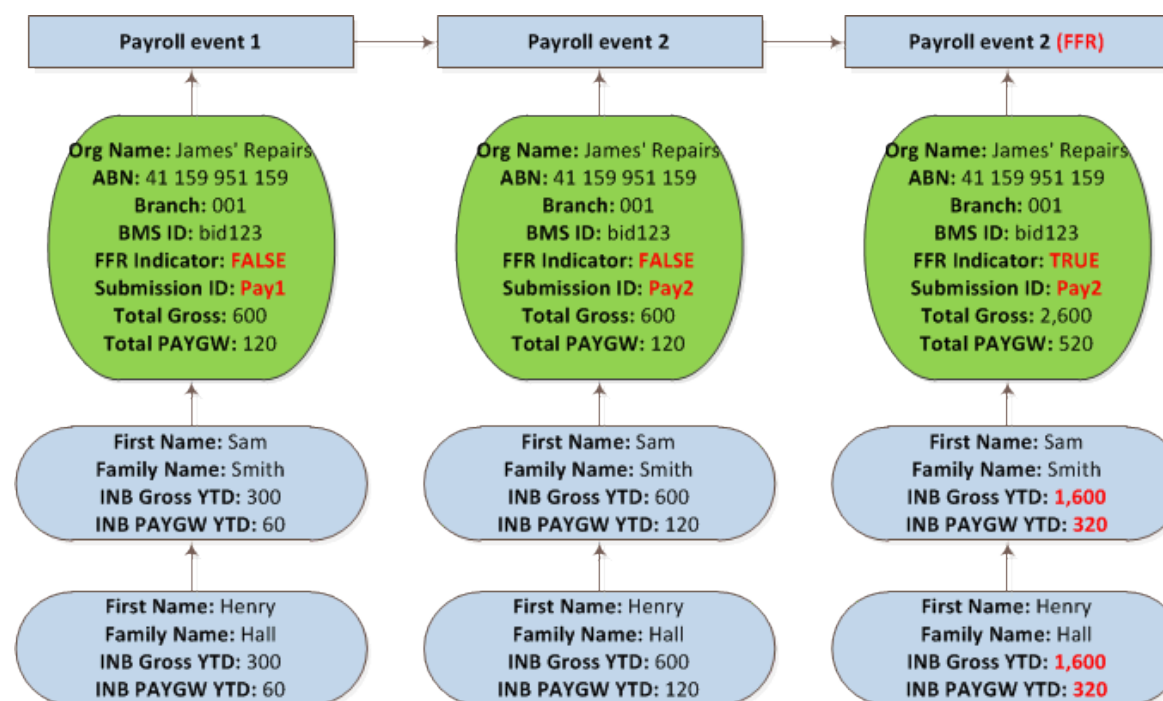 Payroll event 1
Payroll event 2
Payroll event 2 (FFR)
Org Name: James' Repairs
ABN: 41 159 951 159
Branch: 001
BMS ID: bid123
FFR Indicator: FALSE
Submission ID: Pay1
Total Gross: 600
Total PAYGW: 120
Org Name: James' Repairs
ABN: 41 159 951 159
Branch: 001
BMS ID: bid123
FFR Indicator: FALSE
Submission ID: Pay2
Total Gross: 600
Total PAYGW: 120
Org Name: James' Repairs
ABN: 41 159 951 159
Branch: 001
BMS ID: bid123
FFR Indicator: TRUE
Submission ID: Pay2
Total Gross: 2,600
Total PAYGW: 520
First Name: Sam
Family Name: Smith
INB Gross YTD: 300
INB PAYGW YTD: 60
First Name: Sam
Family Name: Smith
INB Gross YTD: 600
INB PAYGW YTD: 120
First Name: Sam
Family Name: Smith
INB Gross YTD: 1,600
INB PAYGW YTD: 320
First Name: Henry
Family Name: Hall
INB Gross YTD: 300
INB PAYGW YTD: 60
First Name: Henry
Family Name: Hall
INB Gross YTD: 600
INB PAYGW YTD: 120
First Name: Henry
Family Name: Hall
INB Gross YTD: 1,600
INB PAYGW YTD: 320